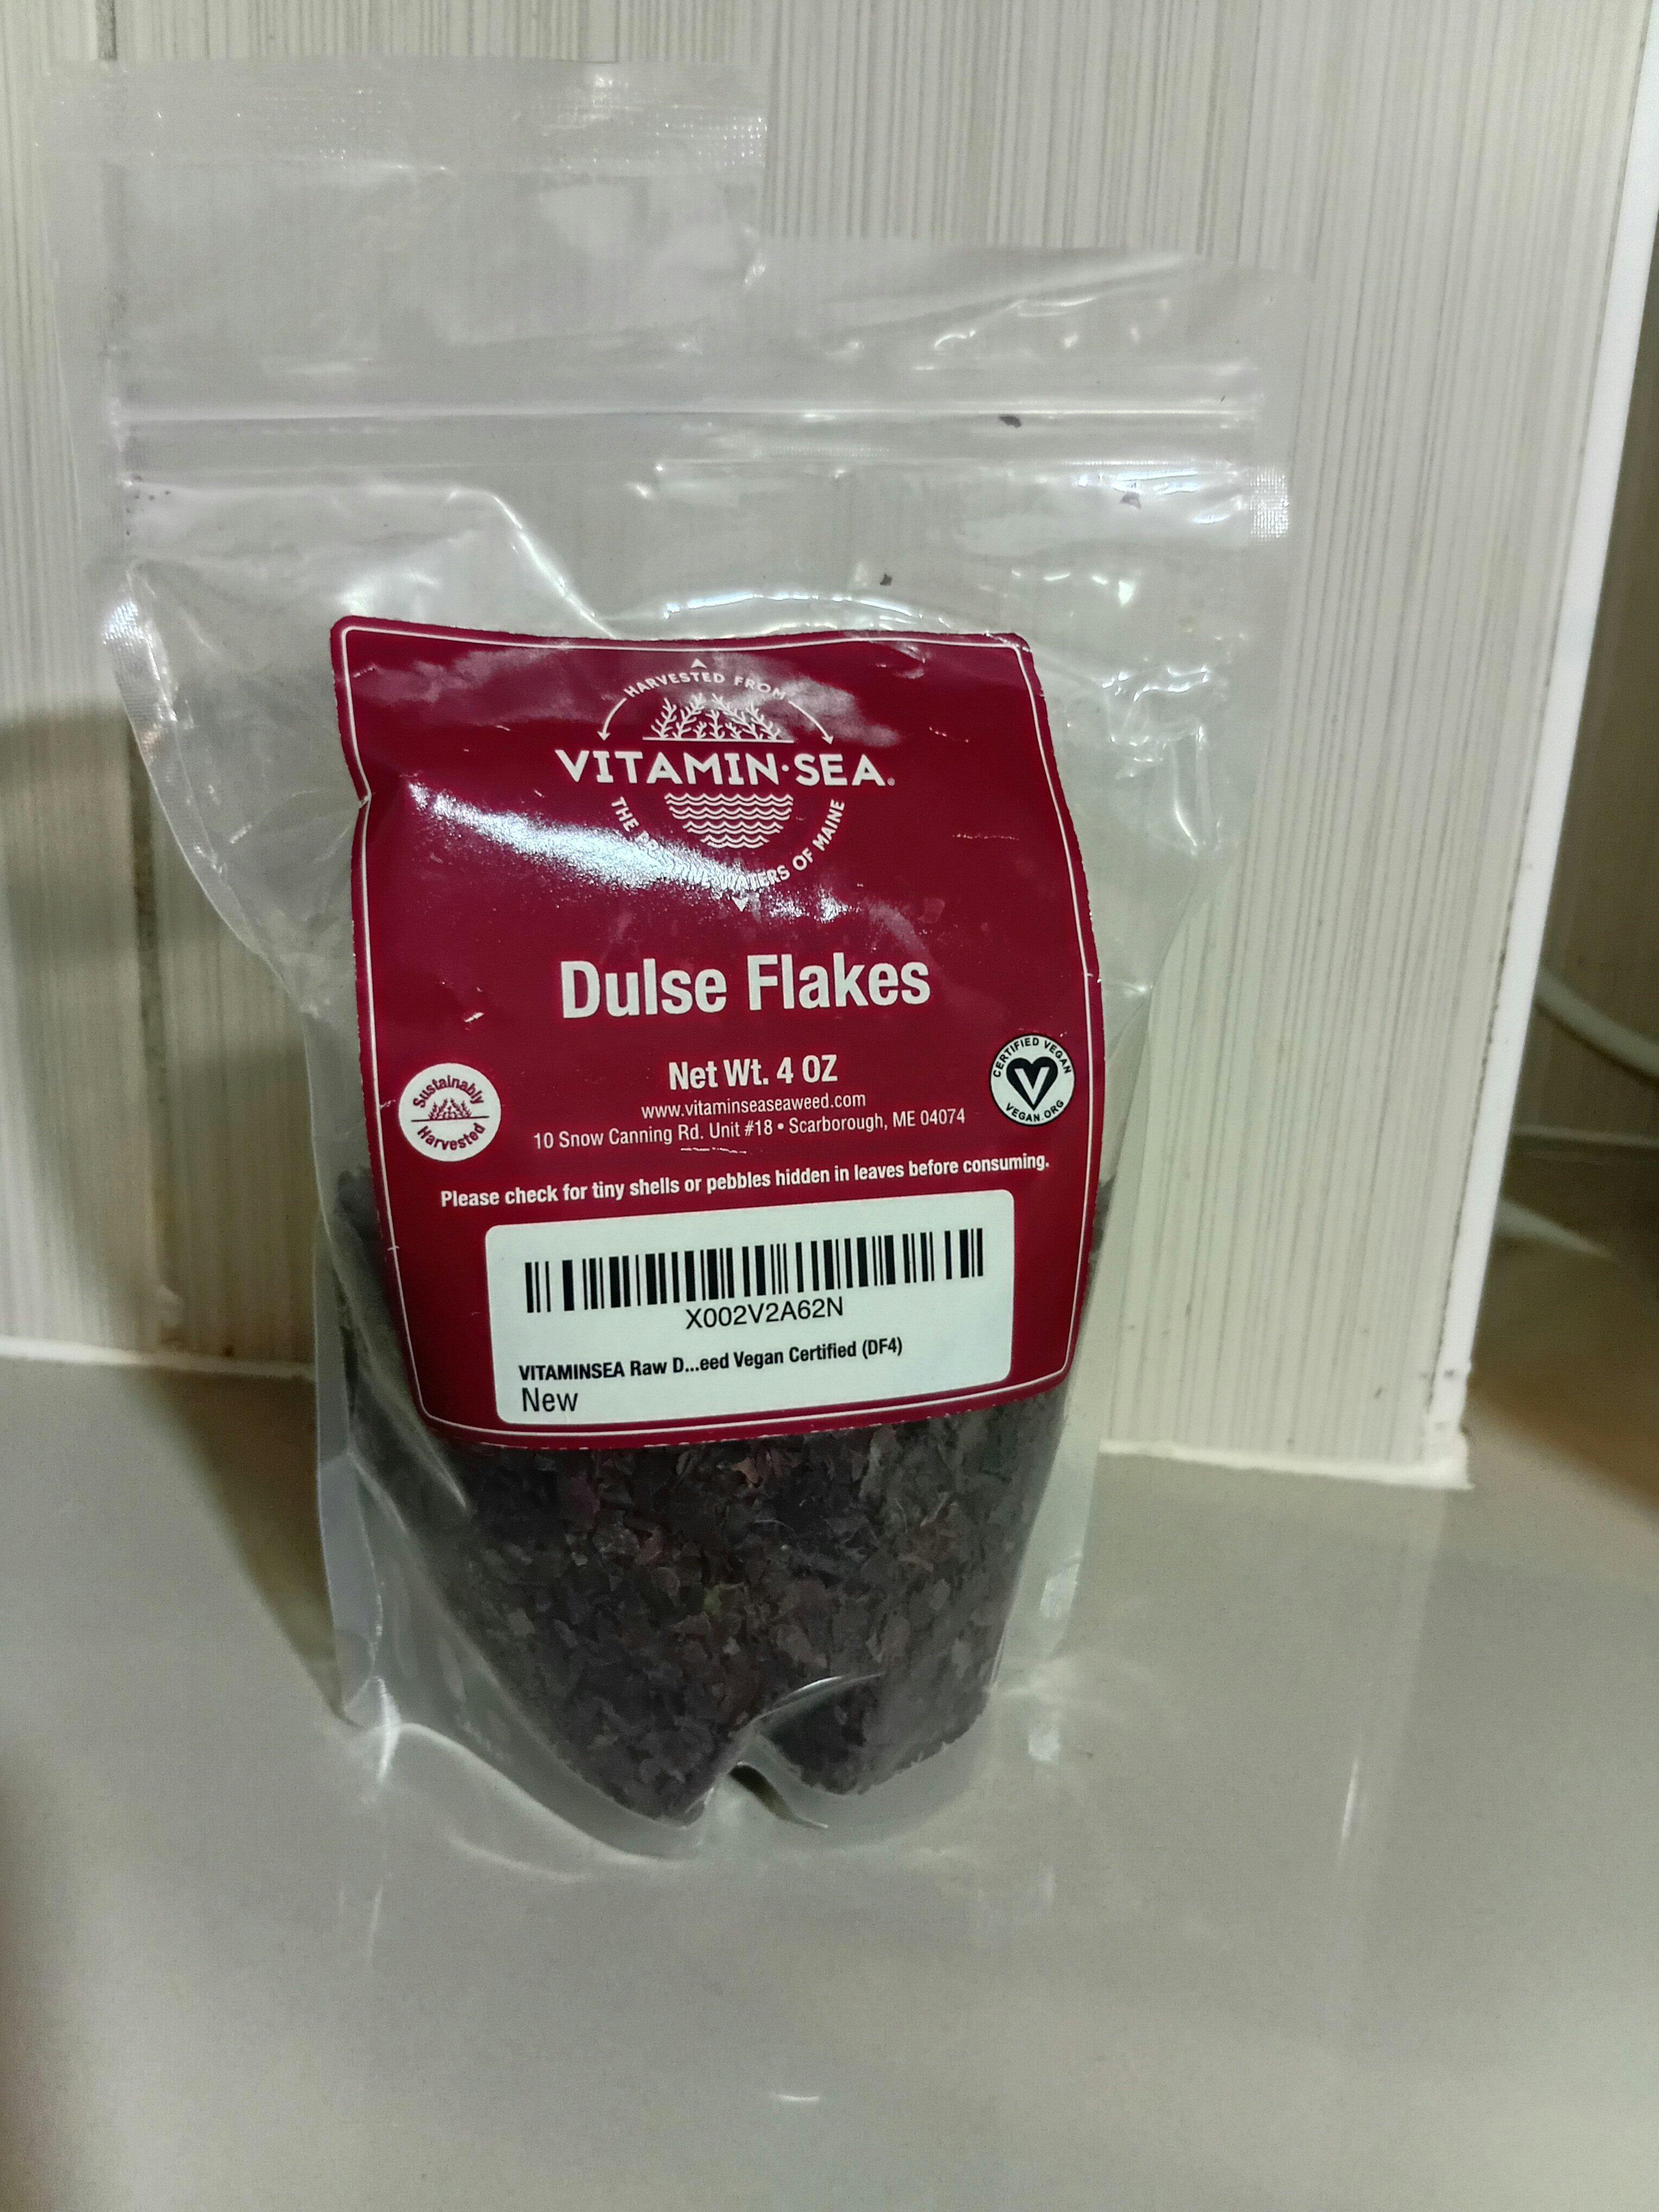 HARVESTED FROM
VITAMIN·SEA®
THE WATERS OF MAINE
Dulse Flakes
Net Wt. 4 OZ
www.vitaminseaseaweed.com
10 Snow Canning Rd. Unit #18 • Scarborough, ME 04074
Sustainably
Harvested
CERTIFIED VEGAN
V
VEGAN.ORG
Please check for tiny shells or pebbles hidden in leaves before consuming.
X002V2A62N
VITAMINSEA Raw D...eed Vegan Certified (DF4)
New